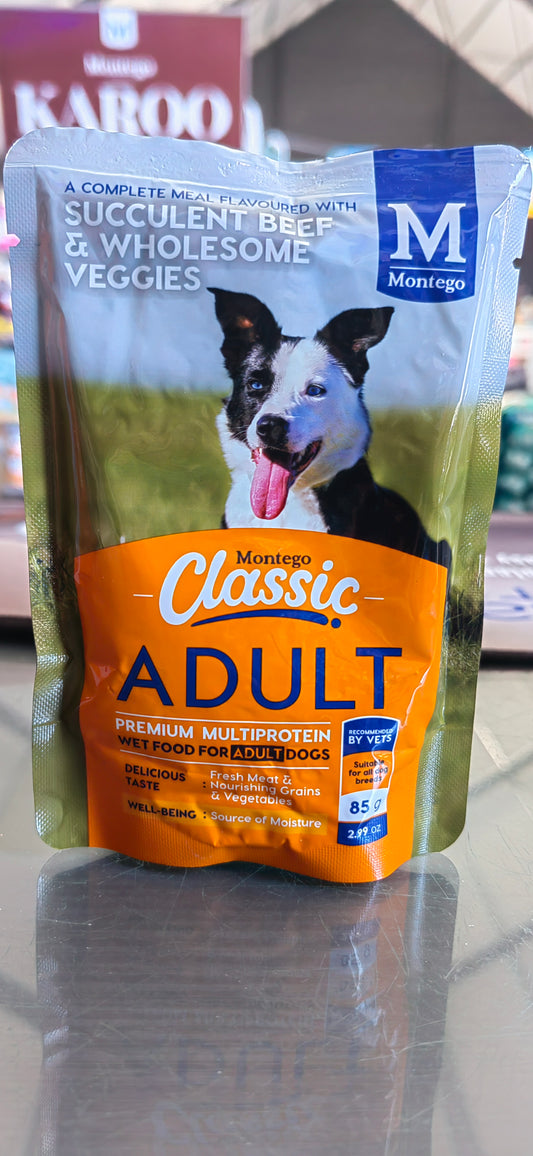 Montego
KAROO
A COMPLETE MEAL FLAVOURED WITH
SUCCULENT BEEF
& WHOLESOME
VEGGIES
M
Montego
Montego
Classic
ADULT
PREMIUM MULTIPROTEIN
WET FOOD FOR ADULT DOGS
DELICIOUS TASTE : Fresh Meat &
Nourishing Grains
& Vegetables
WELL-BEING : Source of Moisture
RECOMMENDED
BY VETS
Suitable
for all dog
breeds
85 g
2.99 OZ